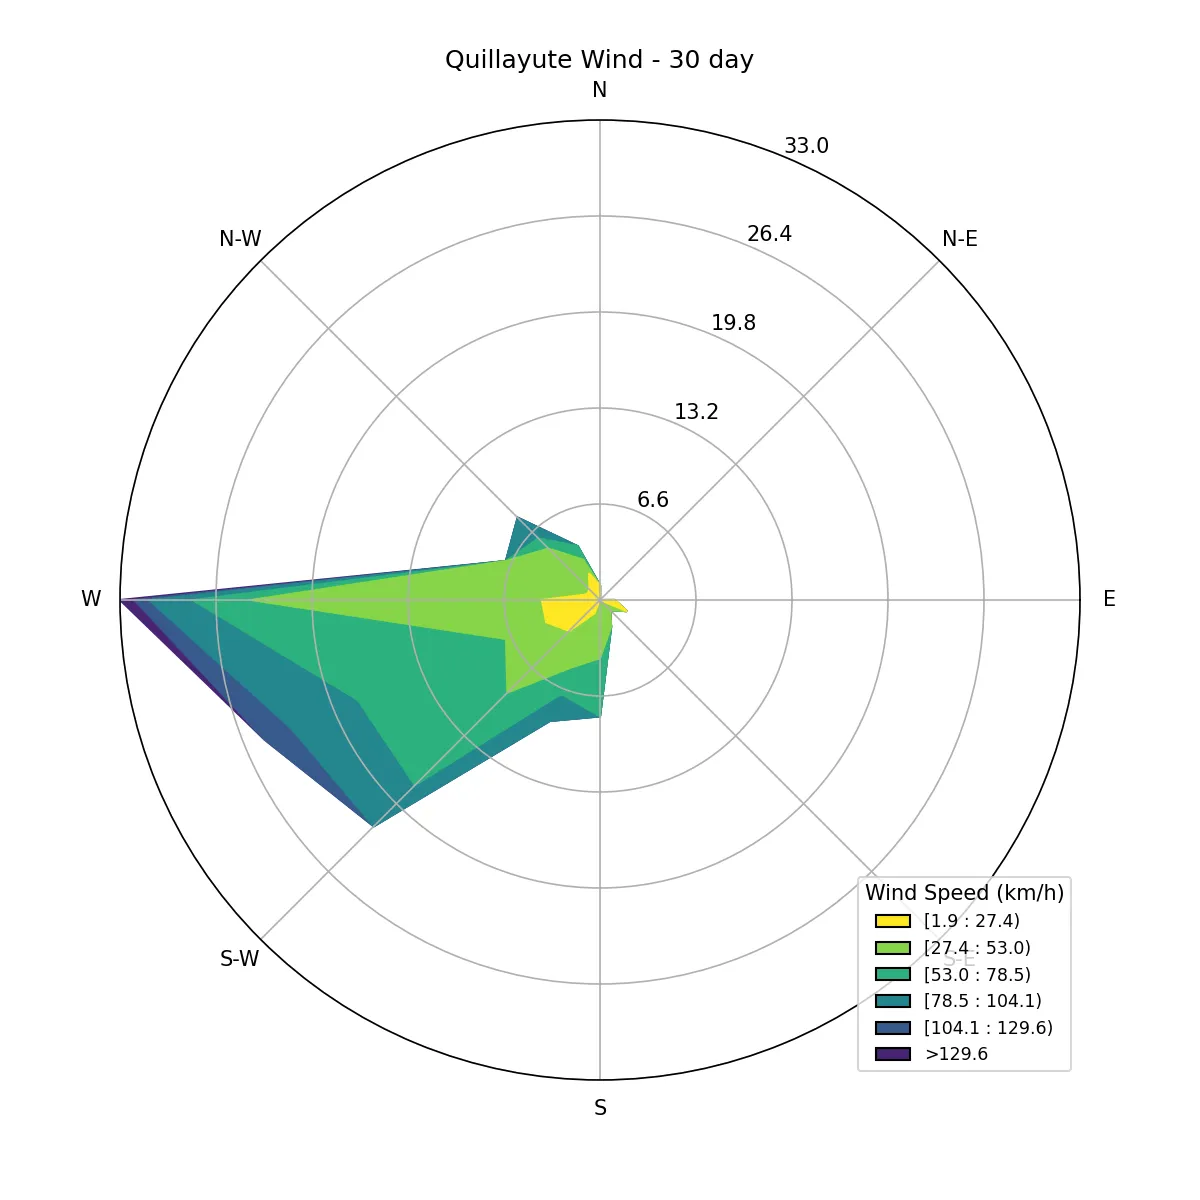 Quillayute Wind - 30 day
N
33.0
N-W
26.4
N-E
19.8
13.2
6.6
W
E
Wind Speed (km/h)
[1.9 : 27.4)
[27.4 : 53.0)
S-W
S-E
[53.0 : 78.5)
[78.5 : 104.1)
[104.1 : 129.6)
>129.6
S